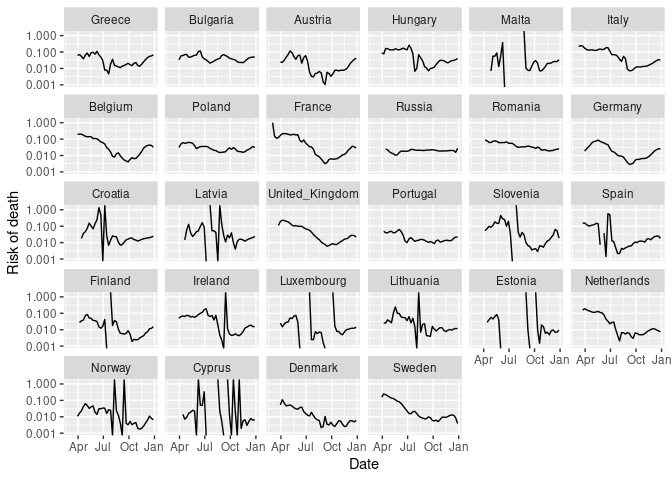 Greece Bulgaria Austria Hungary Malta Italy
1.000
0.100
0.010
0.001
Belgium Poland France Russia Romania Germany
1.000
0.100
0.010
0.001
Croatia Latvia United_Kingdom Portugal Slovenia Spain
1.000
0.100
0.010
0.001
Finland Ireland Luxembourg Lithuania Estonia Netherlands
1.000
0.100
0.010
0.001
Apr Jul Oct Jan Apr Jul Oct Jan
Norway Cyprus Denmark Sweden
1.000
0.100
0.010
0.001
Apr Jul Oct Jan Apr Jul Oct Jan Apr Jul Oct Jan Apr Jul Oct Jan
Date
Risk of death